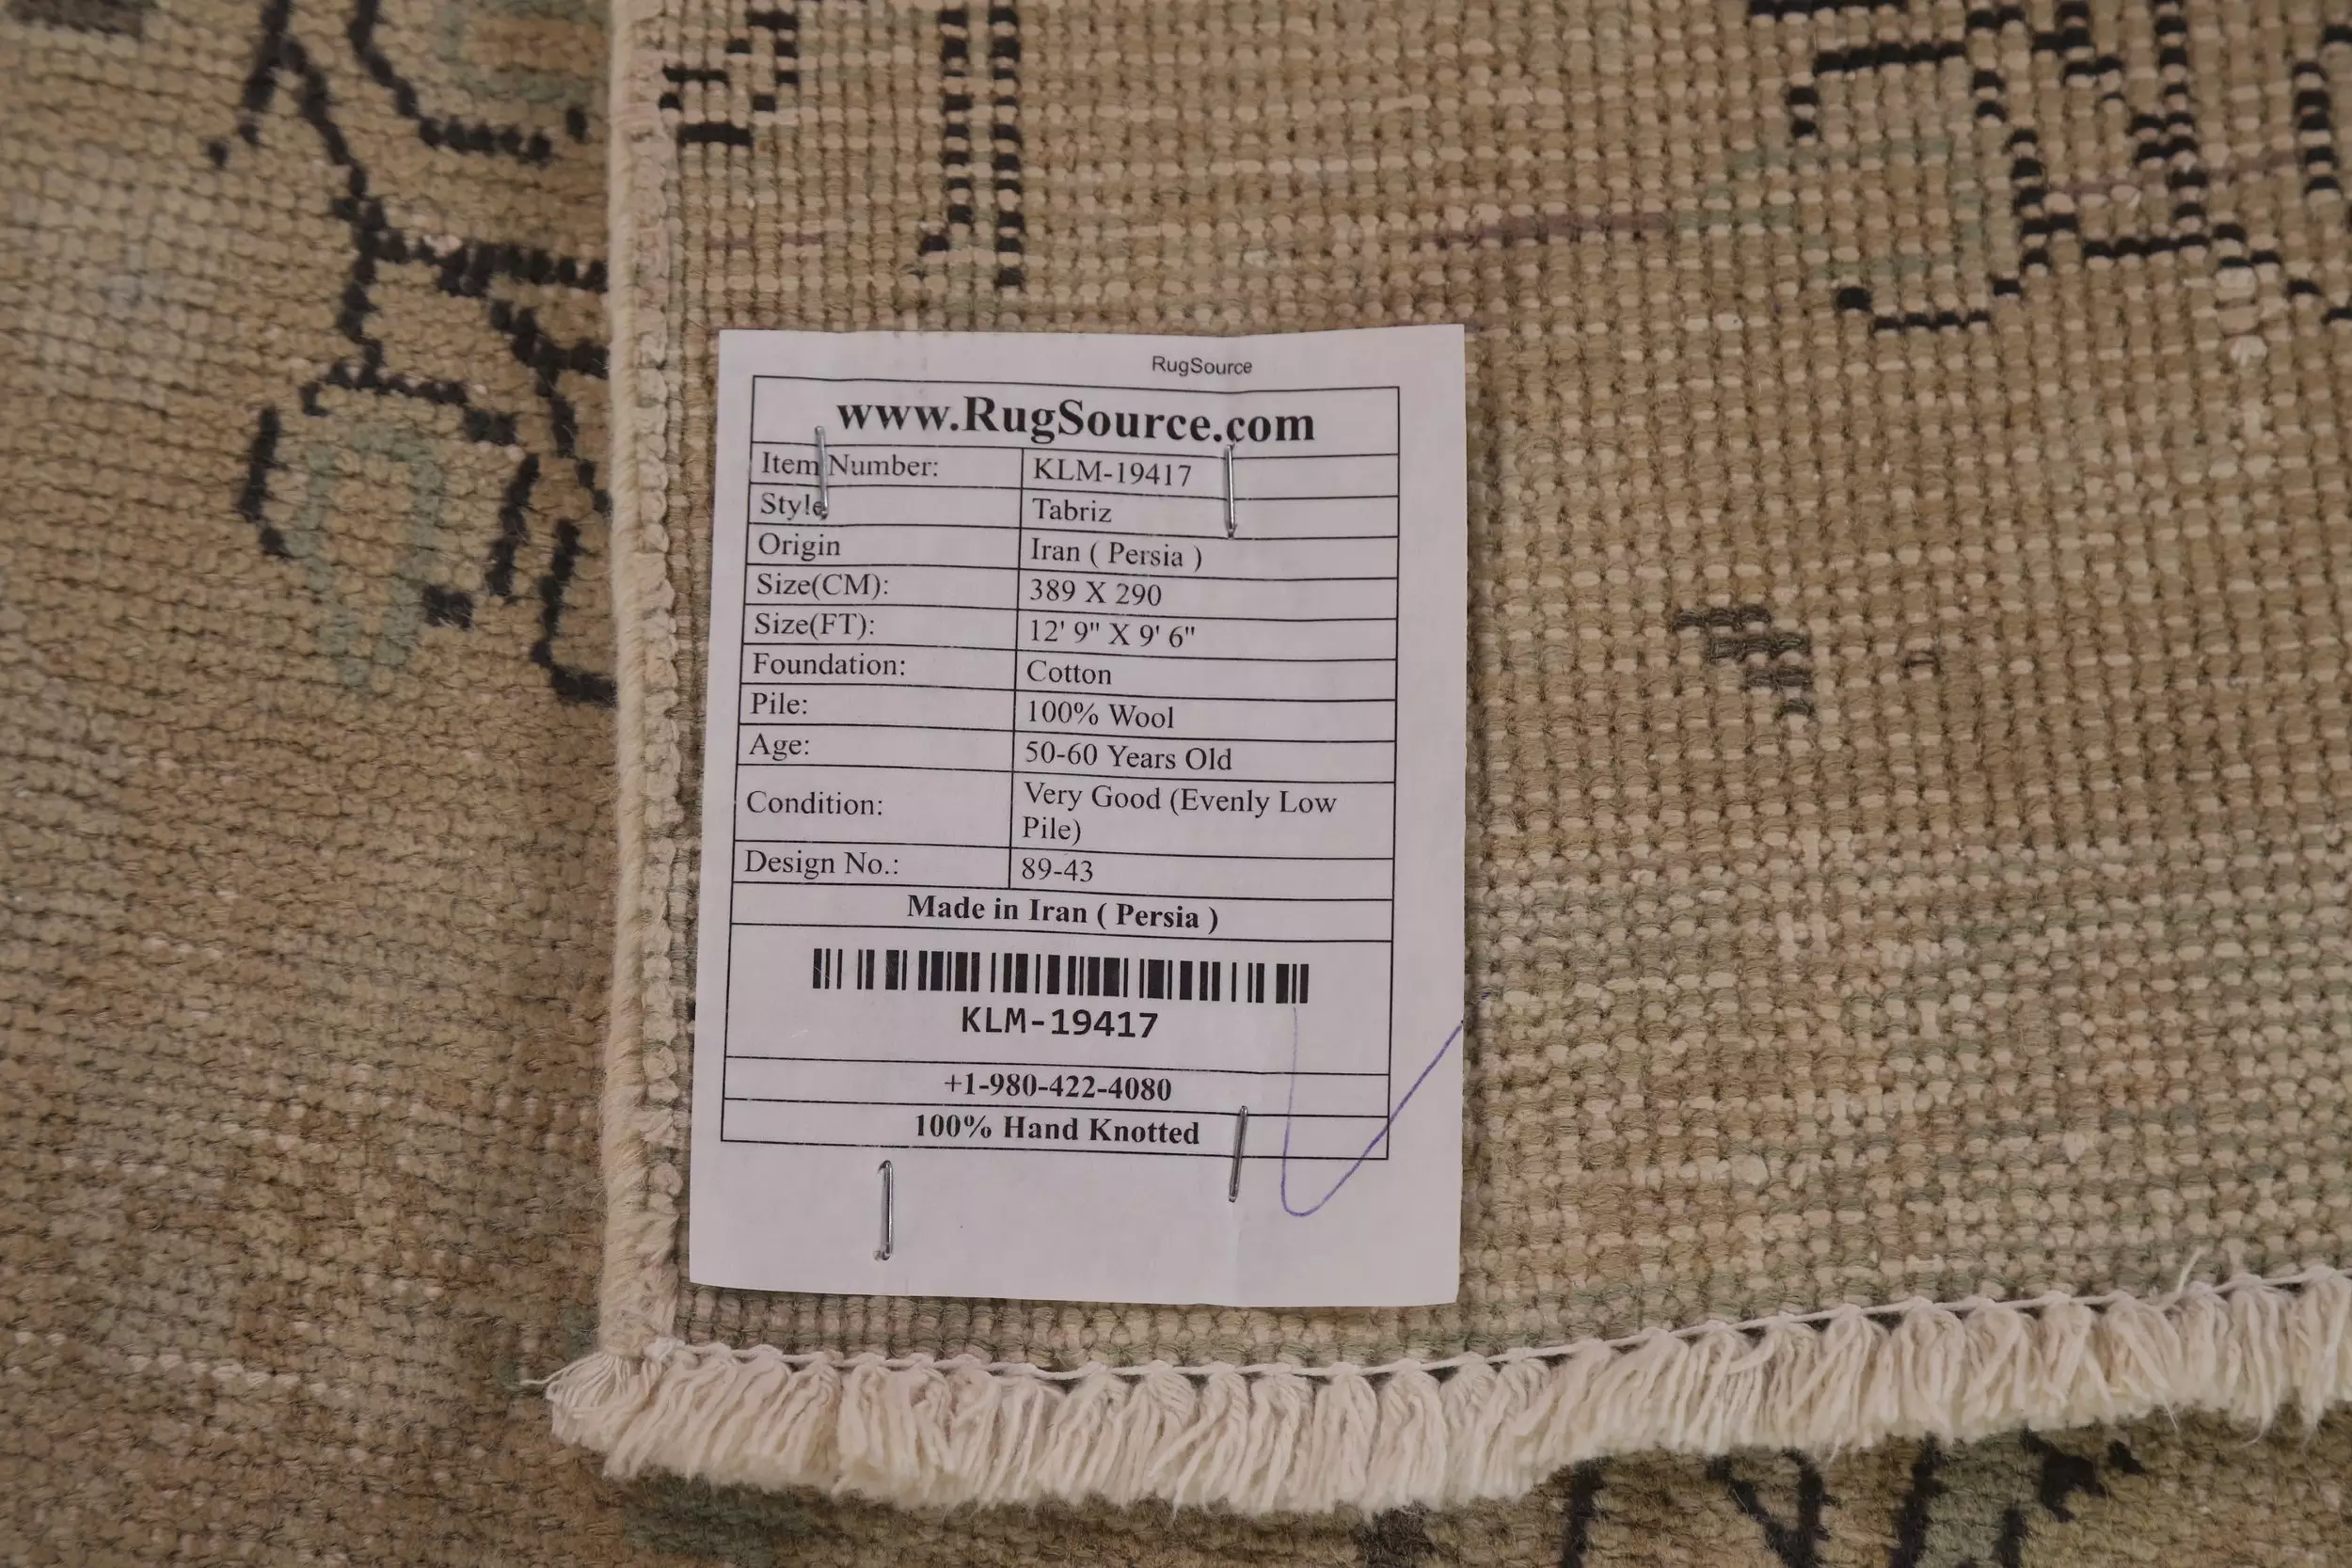 RugSource
www.RugSource.com
Item Number: KLM-19417
Style Tabriz
Origin Iran ( Persia )
Size(CM): 389 X 290
Size(FT): 12' 9" X 9' 6"
Foundation: Cotton
Pile: 100% Wool
Age: 50-60 Years Old
Condition: Very Good (Evenly Low
Pile)
Design No.: 89-43
Made in Iran ( Persia )
KLM-19417
+1-980-422-4080
100% Hand Knotted